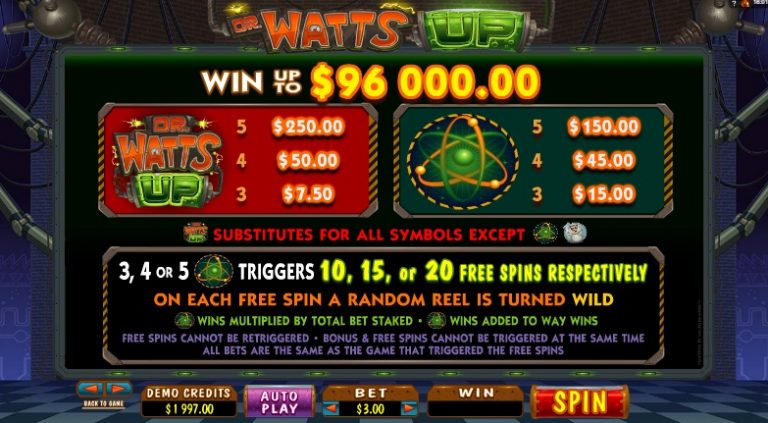 DR. WATTS UP
18:01
WIN UP TO $96 000.00
DR. WATTS UP
5 $250.00
4 $50.00
3 $7.50
5 $150.00
4 $45.00
3 $15.00
DR. WATTS UP SUBSTITUTES FOR ALL SYMBOLS EXCEPT
3, 4 OR 5 TRIGGERS 10, 15, or 20 FREE SPINS RESPECTIVELY
ON EACH FREE SPIN A RANDOM REEL IS TURNED WILD
WINS MULTIPLIED BY TOTAL BET STAKED • WINS ADDED TO WAY WINS
FREE SPINS CANNOT BE RETRIGGERED • BONUS & FREE SPINS CANNOT BE TRIGGERED AT THE SAME TIME
ALL BETS ARE THE SAME AS THE GAME THAT TRIGGERED THE FREE SPINS
BACK TO GAME
DEMO CREDITS
$1 997.00
AUTO PLAY
BET
$3.00
WIN
SPIN